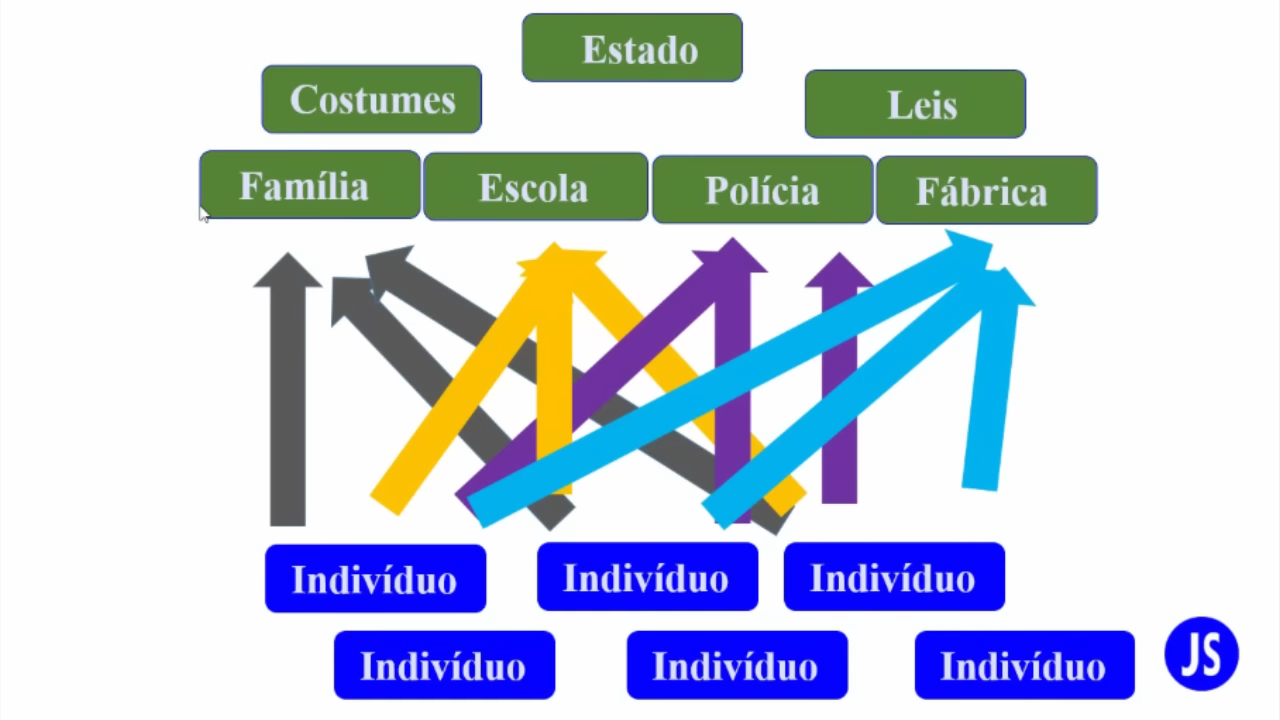 Estado
Costumes
Leis
Família
Escola
Polícia
Fábrica
Indivíduo
Indivíduo
Indivíduo
Indivíduo
Indivíduo
Indivíduo
JS